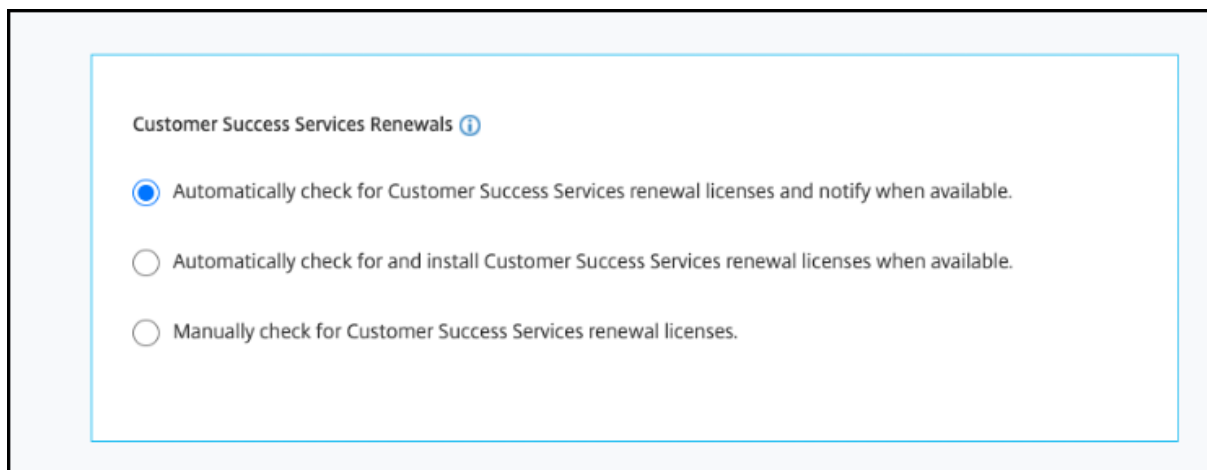 Customer Success Services Renewals
Automatically check for Customer Success Services renewal licenses and notify when available.
Automatically check for and install Customer Success Services renewal licenses when available.
Manually check for Customer Success Services renewal licenses.